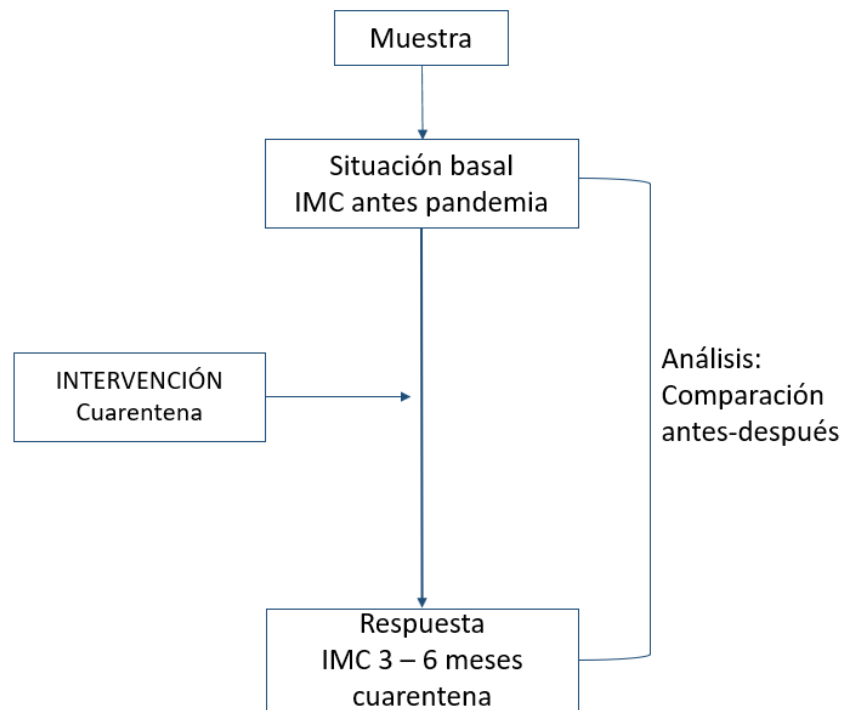 Muestra
Situación basal
IMC antes pandemia
INTERVENCIÓN
Cuarentena
Análisis:
Comparación
antes-después
Respuesta
IMC 3 – 6 meses
cuarentena